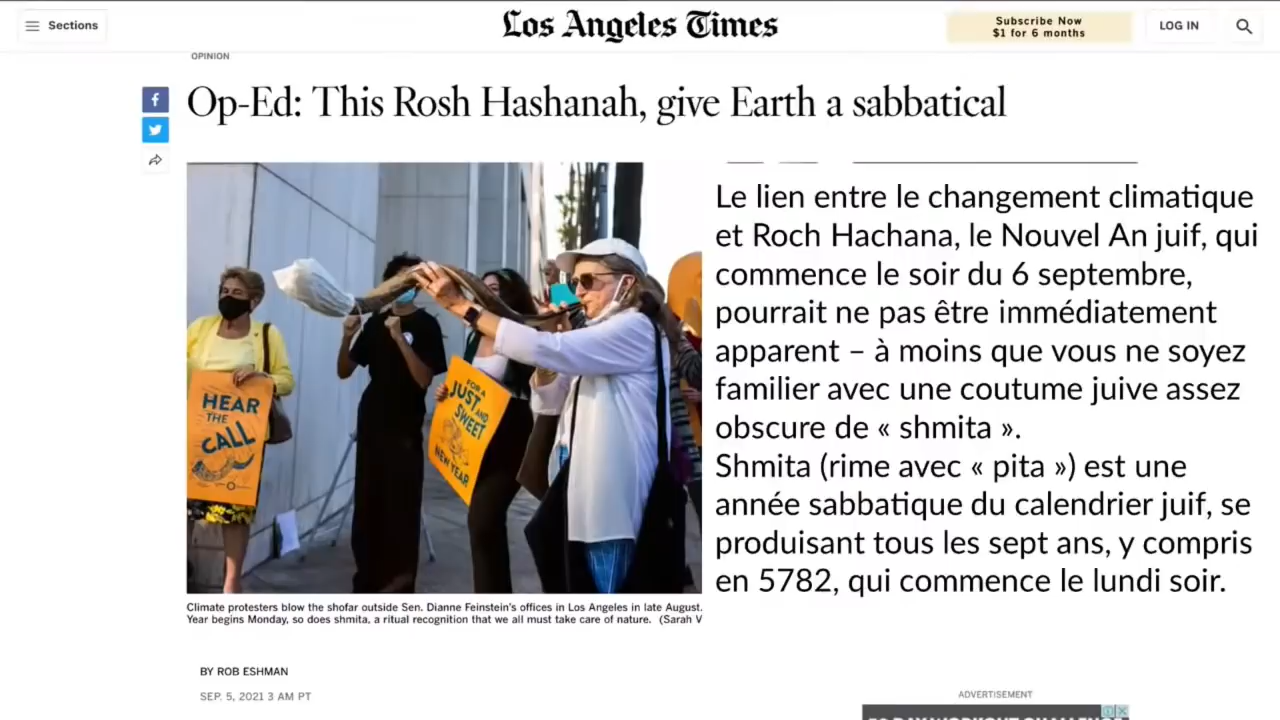 Sections
Los Angeles Times
Subscribe Now
$1 for 6 months
LOG IN
OPINION
Op-Ed: This Rosh Hashanah, give Earth a sabbatical
HEAR
THE
CALL
FOR A
JUST
AND
SWEET
NEW YEAR
Le lien entre le changement climatique
et Roch Hachana, le Nouvel An juif, qui
commence le soir du 6 septembre,
pourrait ne pas être immédiatement
apparent – à moins que vous ne soyez
familier avec une coutume juive assez
obscure de « shmita ».
Shmita (rime avec « pita ») est une
année sabbatique du calendrier juif, se
produisant tous les sept ans, y compris
en 5782, qui commence le lundi soir.
Climate protesters blow the shofar outside Sen. Dianne Feinstein's offices in Los Angeles in late August.
Year begins Monday, so does shmita, a ritual recognition that we all must take care of nature. (Sarah V
BY ROB ESHMAN
SEP. 5, 2021 3 AM PT
ADVERTISEMENT